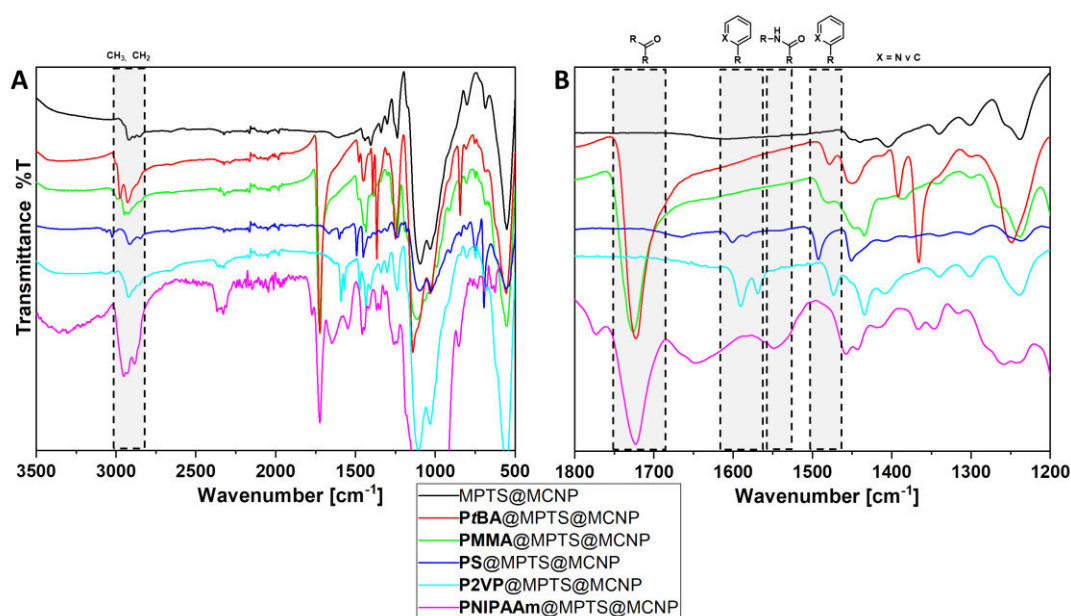 CH₃, CH₂
R
O
R
X
R
R
H
N
O
R
X
R
X = N v C
A
B
Transmittance %T
3500
3000
2500
2000
1500
1000
500
Wavenumber [cm⁻¹]
1800
1700
1600
1500
1400
1300
1200
Wavenumber [cm⁻¹]
MPTS@MCNP
PtBA@MPTS@MCNP
PMMA@MPTS@MCNP
PS@MPTS@MCNP
P2VP@MPTS@MCNP
PNIPAAm@MPTS@MCNP